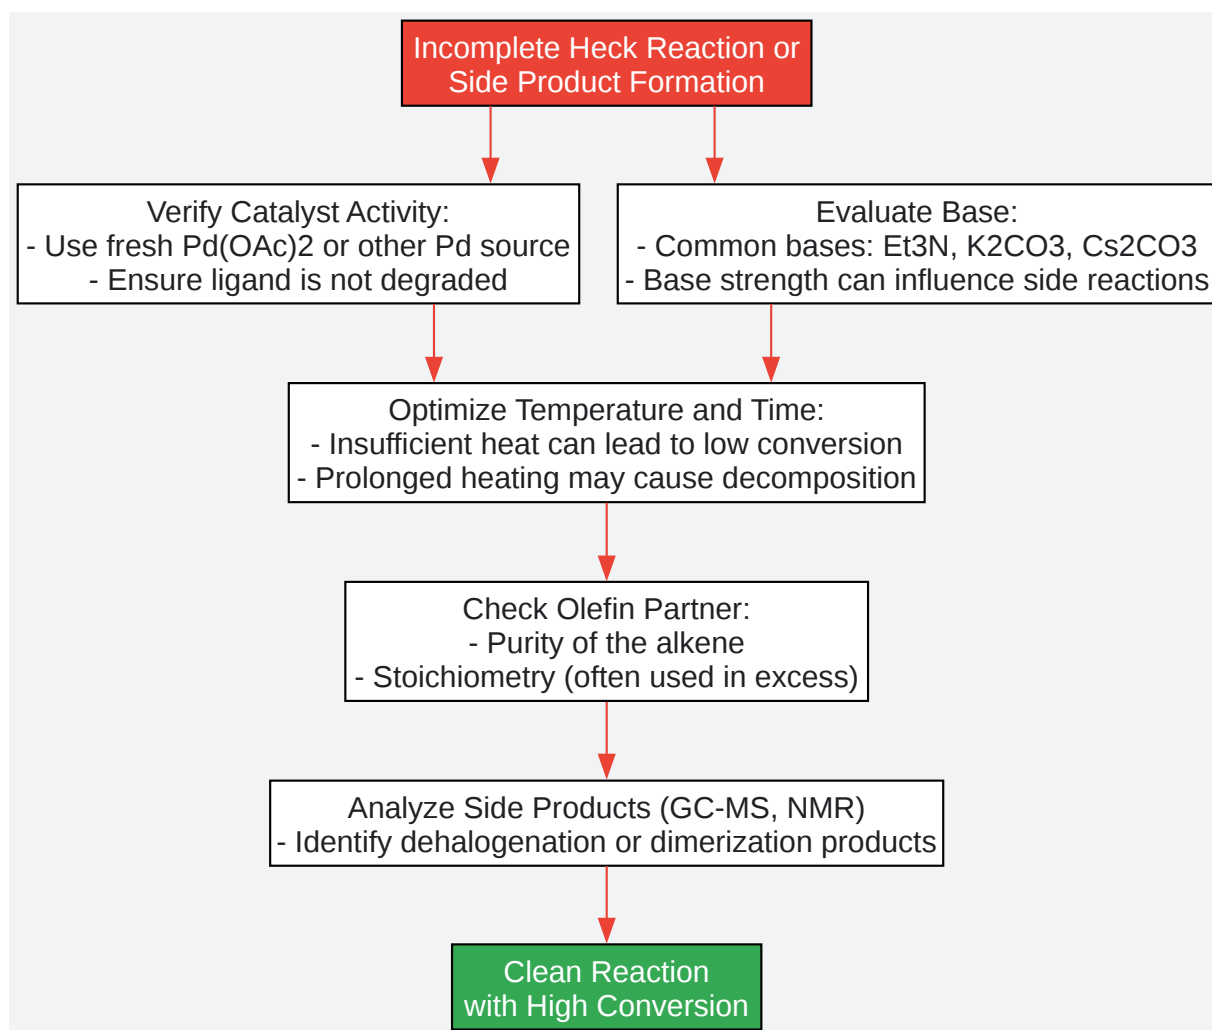 Incomplete Heck Reaction or
Side Product Formation
Verify Catalyst Activity:
- Use fresh Pd(OAc)2 or other Pd source
- Ensure ligand is not degraded
Evaluate Base:
- Common bases: Et3N, K2CO3, Cs2CO3
- Base strength can influence side reactions
Optimize Temperature and Time:
- Insufficient heat can lead to low conversion
- Prolonged heating may cause decomposition
Check Olefin Partner:
- Purity of the alkene
- Stoichiometry (often used in excess)
Analyze Side Products (GC-MS, NMR)
- Identify dehalogenation or dimerization products
Clean Reaction
with High Conversion